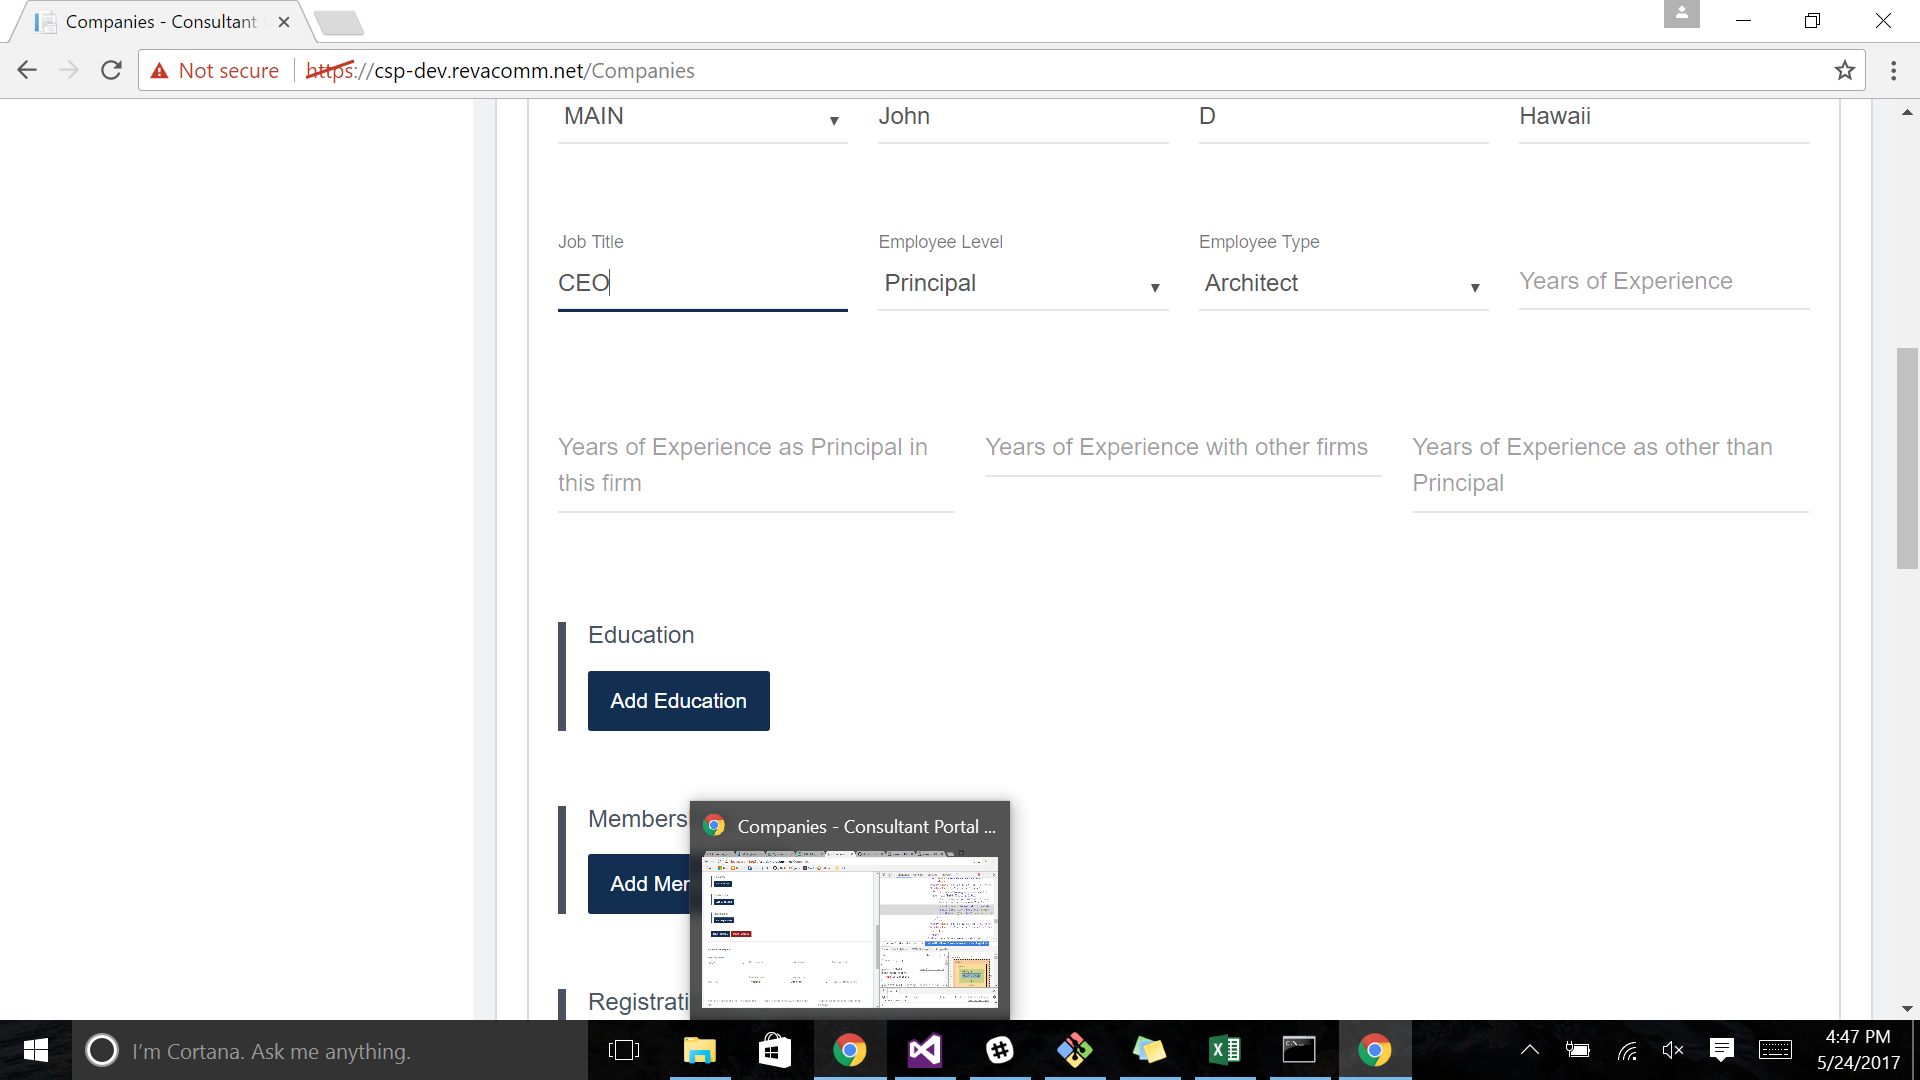 Companies - Consultant
Not secure https://csp-dev.revacomm.net/Companies
MAIN John D Hawaii
Job Title Employee Level Employee Type
CEO Principal Architect Years of Experience
Years of Experience as Principal in Years of Experience with other firms Years of Experience as other than
this firm Principal
Education
Add Education
Members
Companies - Consultant Portal ...
Add Mer
Registrati
I'm Cortana. Ask me anything.
4:47 PM
5/24/2017